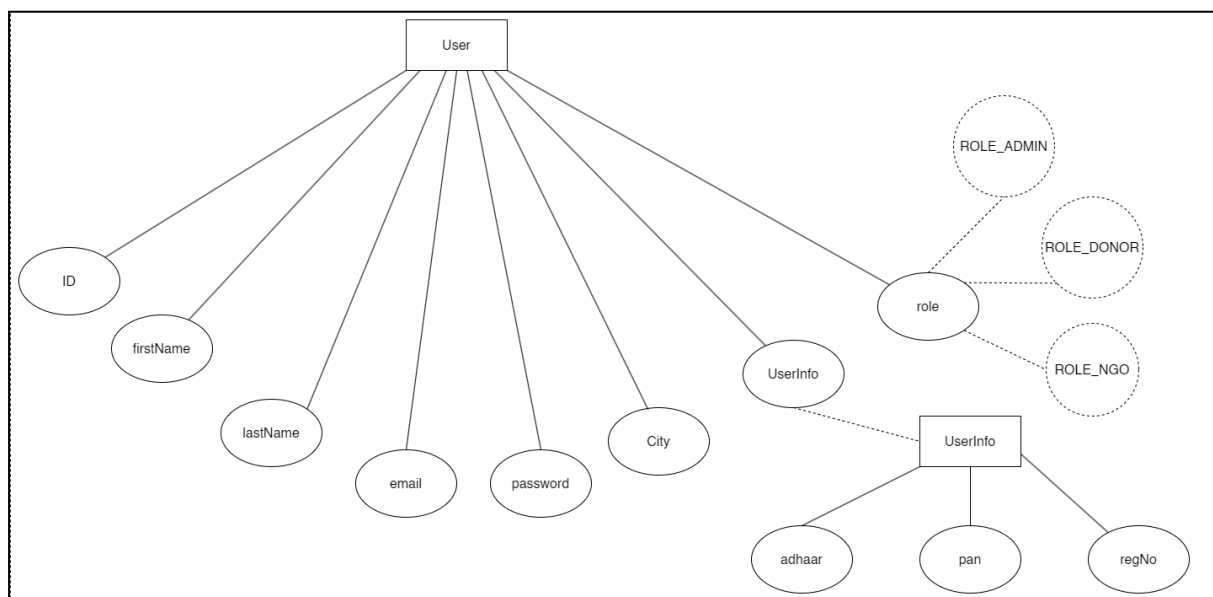 User
ROLE_ADMIN
ROLE_DONOR
ID
role
firstName
ROLE_NGO
UserInfo
lastName
City
UserInfo
email
password
adhaar
pan
regNo